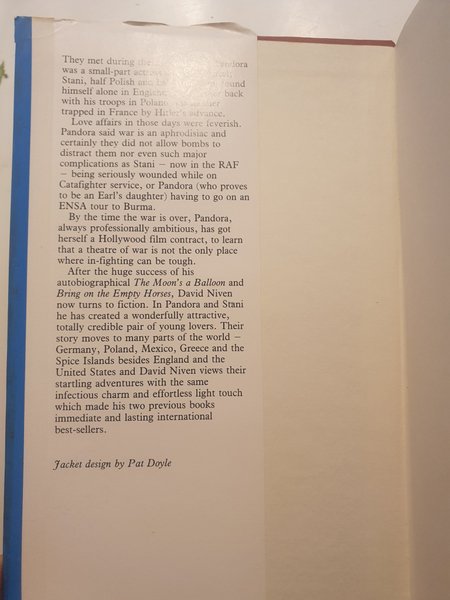 They met during the
was a small-part
Stani, half Polish
himself alone in England, back
with his troops in Poland,
trapped in France by Hitler's advance.
Love affairs in those days were feverish.
Pandora said war is an aphrodisiac and
certainly they did not allow bombs to
distract them nor even such major
complications as Stani – now in the RAF
– being seriously wounded while on
Catafighter service, or Pandora (who proves
to be an Earl's daughter) having to go on an
ENSA tour to Burma.
By the time the war is over, Pandora,
always professionally ambitious, has got
herself a Hollywood film contract, to learn
that a theatre of war is not the only place
where in-fighting can be tough.
After the huge success of his
autobiographical The Moon's a Balloon and
Bring on the Empty Horses, David Niven
now turns to fiction. In Pandora and Stani
he has created a wonderfully attractive,
totally credible pair of young lovers. Their
story moves to many parts of the world –
Germany, Poland, Mexico, Greece and the
Spice Islands besides England and the
United States and David Niven views their
startling adventures with the same
infectious charm and effortless light touch
which made his two previous books
immediate and lasting international
best-sellers.
Jacket design by Pat Doyle